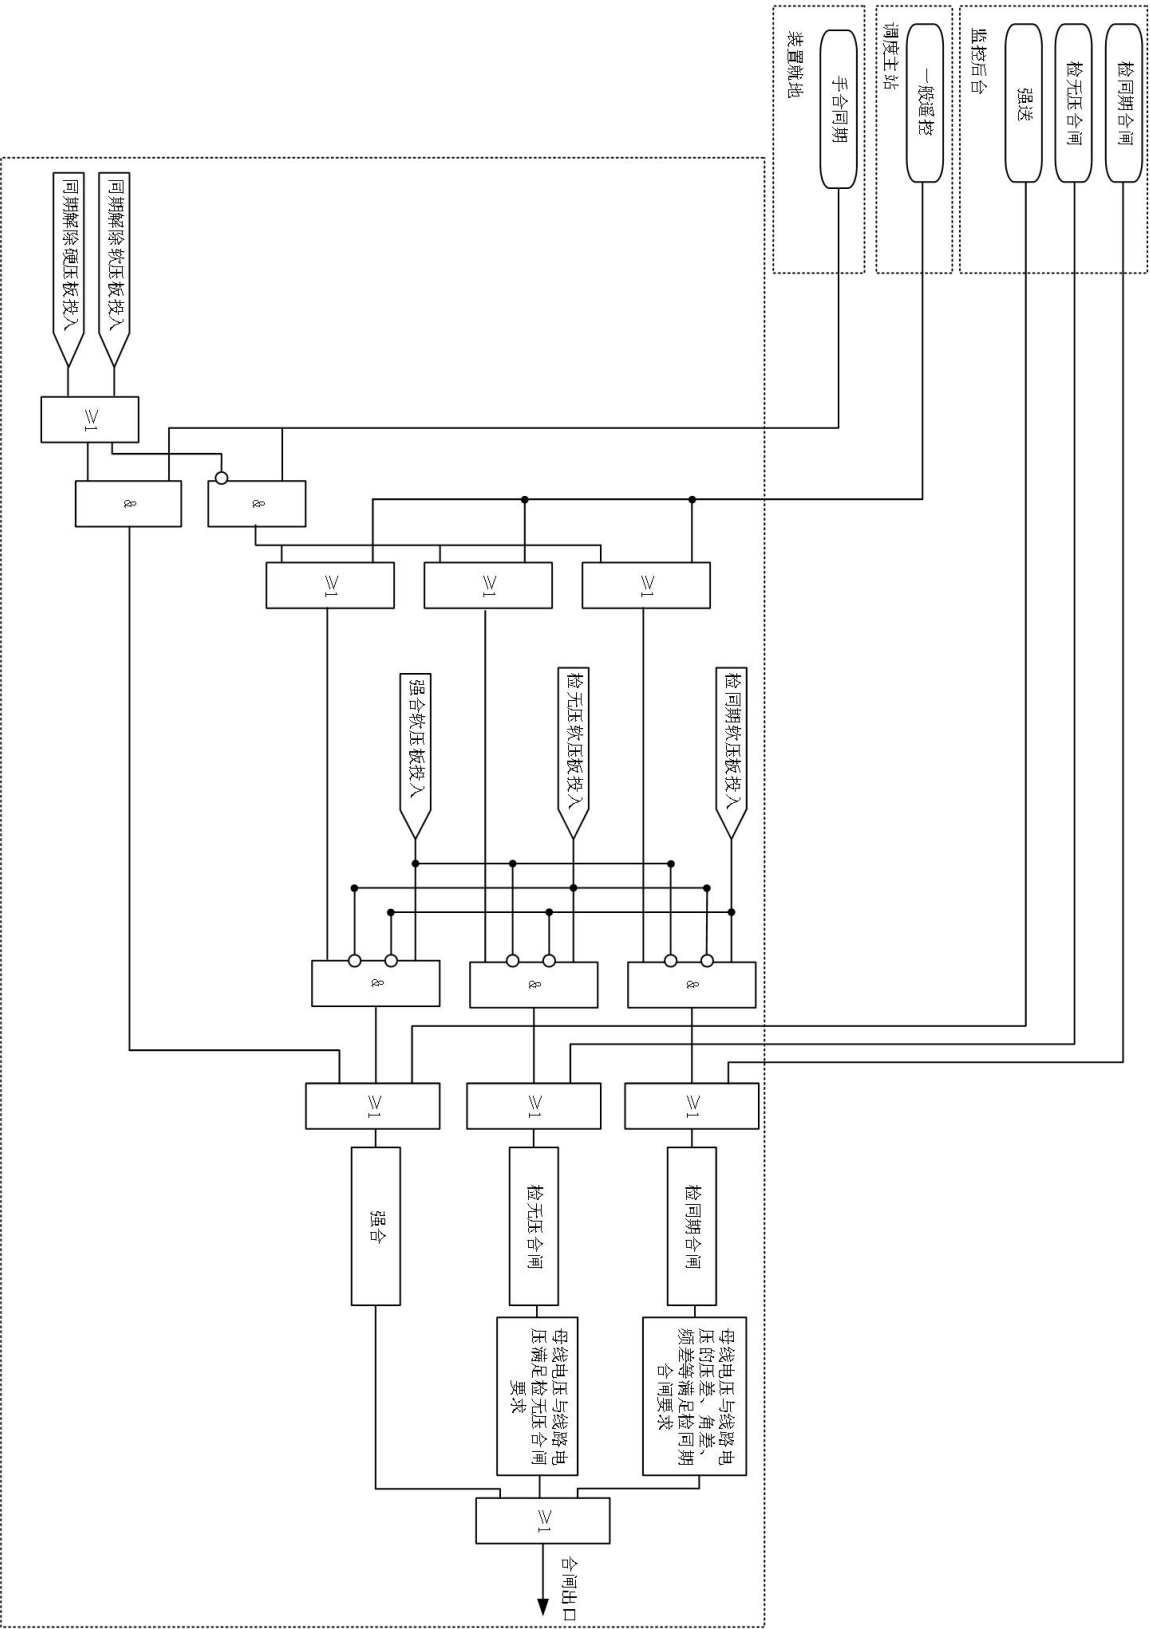 检同期合闸
检无压合闸
强送
监控后台
一般遥控
调度主站
手合同期
装置就地
同期解除软压板投入
同期解除硬压板投入
≥1
&
&
≥1
≥1
≥1
检同期软压板投入
检无压软压板投入
强合软压板投入
&
&
&
≥1
≥1
≥1
检同期合闸
检无压合闸
强合
母线电压与线路电
压的压差、角差、
频差等满足检同期
合闸要求
母线电压与线路电
压满足检无压合闸
要求
≥1
合闸出口